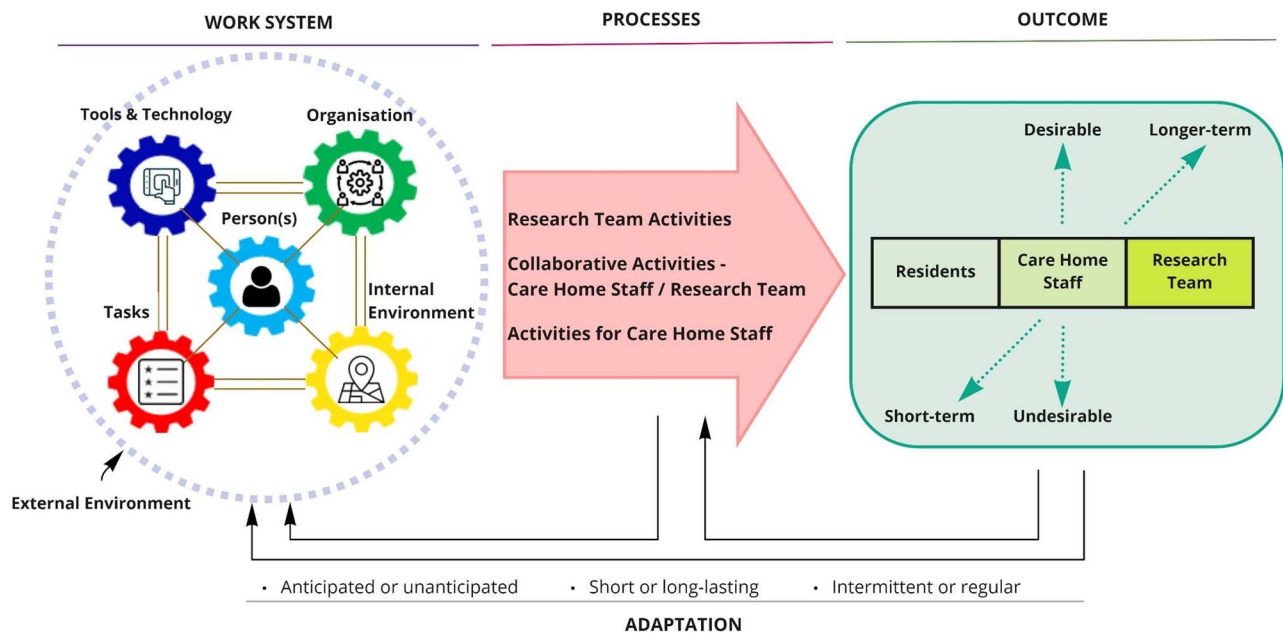 WORK SYSTEM
PROCESSES
OUTCOME
Tools & Technology
Organisation
Person(s)
Tasks
Internal
Environment
External Environment
Research Team Activities
Collaborative Activities -
Care Home Staff / Research Team
Activities for Care Home Staff
Desirable
Longer-term
Residents
Care Home
Staff
Research
Team
Short-term
Undesirable
• Anticipated or unanticipated
• Short or long-lasting
• Intermittent or regular
ADAPTATION